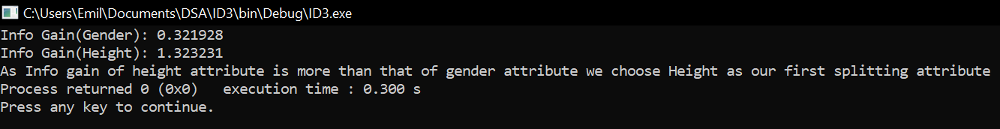 C:\Users\Emil\Documents\DSA\ID3\bin\Debug\ID3.exe
Info Gain(Gender): 0.321928
Info Gain(Height): 1.323231
As Info gain of height attribute is more than that of gender attribute we choose Height as our first splitting attribute
Process returned 0 (0x0)   execution time : 0.300 s
Press any key to continue.